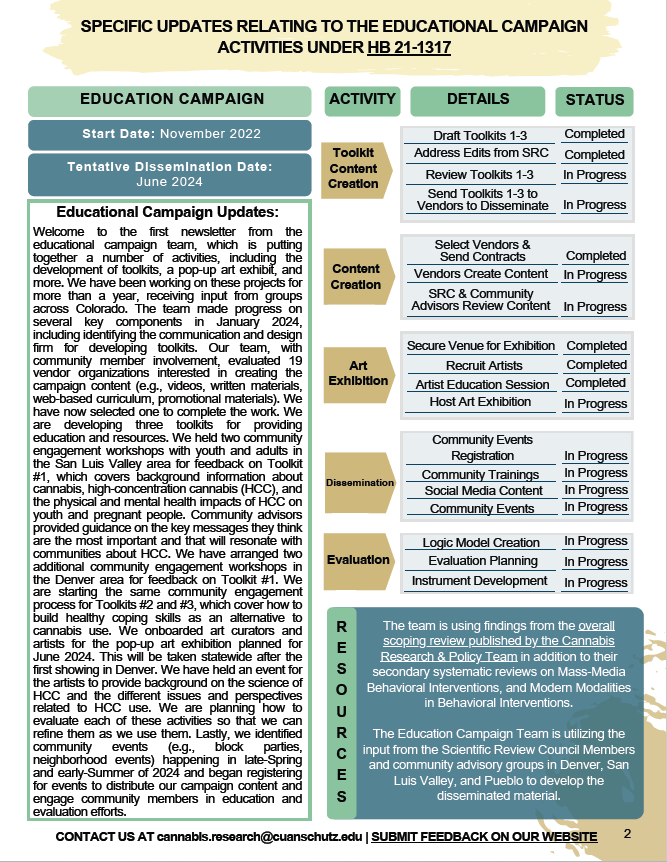 SPECIFIC UPDATES RELATING TO THE EDUCATIONAL CAMPAIGN
ACTIVITIES UNDER HB 21-1317
EDUCATION CAMPAIGN
Start Date: November 2022
Tentative Dissemination Date:
June 2024
Educational Campaign Updates:
Welcome to the first newsletter from the
educational campaign team, which is putting
together a number of activities, including the
development of toolkits, a pop-up art exhibit, and
more. We have been working on these projects for
more than a year, receiving input from groups
across Colorado. The team made progress on
several key components in January 2024,
including identifying the communication and design
firm for developing toolkits. Our team, with
community member involvement, evaluated 19
vendor organizations interested in creating the
campaign content (e.g., videos, written materials,
web-based curriculum, promotional materials). We
have now selected one to complete the work. We
are developing three toolkits for providing
education and resources. We held two community
engagement workshops with youth and adults in
the San Luis Valley area for feedback on Toolkit
#1, which covers background information about
cannabis, high-concentration cannabis (HCC), and
the physical and mental health impacts of HCC on
youth and pregnant people. Community advisors
provided guidance on the key messages they think
are the most important and that will resonate with
communities about HCC. We have arranged two
additional community engagement workshops in
the Denver area for feedback on Toolkit #1. We
are starting the same community engagement
process for Toolkits #2 and #3, which cover how to
build healthy coping skills as an alternative to
cannabis use. We onboarded art curators and
artists for the pop-up art exhibition planned for
June 2024. This will be taken statewide after the
first showing in Denver. We have held an event for
the artists to provide background on the science of
HCC and the different issues and perspectives
related to HCC use. We are planning how to
evaluate each of these activities so that we can
refine them as we use them. Lastly, we identified
community events (e.g., block parties,
neighborhood events) happening in late-Spring
and early-Summer of 2024 and began registering
for events to distribute our campaign content and
engage community members in education and
evaluation efforts.
ACTIVITY DETAILS STATUS
Toolkit
Content
Creation
Draft Toolkits 1-3 Completed
Address Edits from SRC Completed
Review Toolkits 1-3 In Progress
Send Toolkits 1-3 to
Vendors to Disseminate In Progress
Content
Creation
Select Vendors &
Send Contracts Completed
Vendors Create Content In Progress
SRC & Community
Advisors Review Content In Progress
Art
Exhibition
Secure Venue for Exhibition Completed
Recruit Artists Completed
Artist Education Session Completed
Host Art Exhibition In Progress
Dissemination
Community Events
Registration In Progress
Community Trainings In Progress
Social Media Content In Progress
Community Events In Progress
Evaluation
Logic Model Creation In Progress
Evaluation Planning In Progress
Instrument Development In Progress
RESOURCES
The team is using findings from the overall
scoping review published by the Cannabis
Research & Policy Team in addition to their
secondary systematic reviews on Mass-Media
Behavioral Interventions, and Modern Modalities
in Behavioral Interventions.
The Education Campaign Team is utilizing the
input from the Scientific Review Council Members
and community advisory groups in Denver, San
Luis Valley, and Pueblo to develop the
disseminated material.
CONTACT US AT cannabis.research@cuanschutz.edu | SUBMIT FEEDBACK ON OUR WEBSITE 2